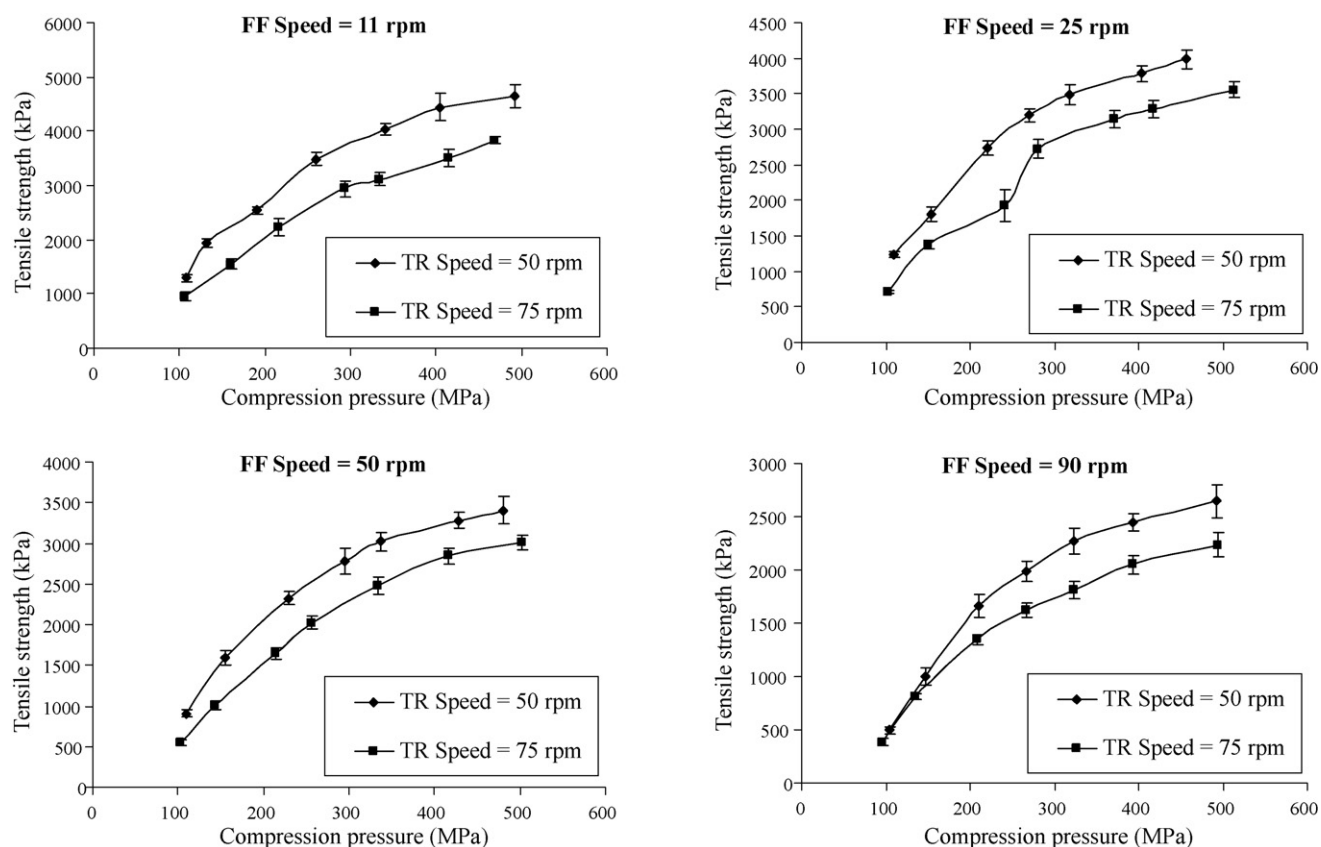 FF Speed = 11 rpm
Tensile strength (kPa)
6000
5000
4000
3000
2000
1000
0
TR Speed = 50 rpm
TR Speed = 75 rpm
0 100 200 300 400 500 600
Compression pressure (MPa)
FF Speed = 25 rpm
Tensile strength (kPa)
4500
4000
3500
3000
2500
2000
1500
1000
500
0
TR Speed = 50 rpm
TR Speed = 75 rpm
0 100 200 300 400 500 600
Compression pressure (MPa)
FF Speed = 50 rpm
Tensile strength (kPa)
4000
3500
3000
2500
2000
1500
1000
500
0
TR Speed = 50 rpm
TR Speed = 75 rpm
0 100 200 300 400 500 600
Compression pressure (MPa)
FF Speed = 90 rpm
Tensile strength (kPa)
3000
2500
2000
1500
1000
500
0
TR Speed = 50 rpm
TR Speed = 75 rpm
0 100 200 300 400 500 600
Compression pressure (MPa)